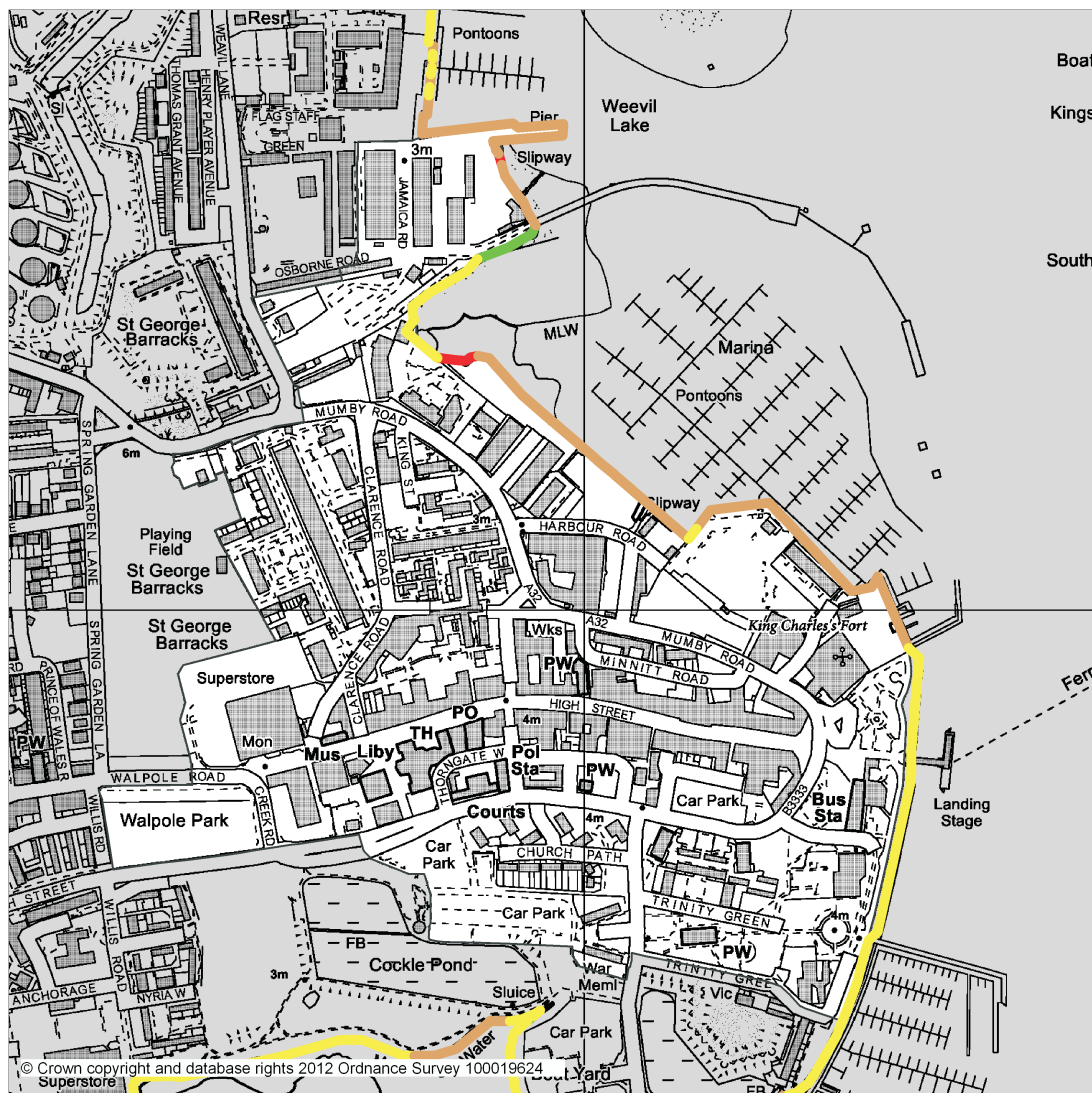 Resr
Pontoons
Boat
WEAVIL LANE
Weevil
Lake
Kings
THOMAS GRANT AVENUE
HENRY PLAYER AVENUE
FLAG STAFF
GREEN
Pier
3m
Slipway
JAMAICA RD
OSBORNE ROAD
South
St George
Barracks
MLW
Marina
Pontoons
MUMBY ROAD
KING ST
CLARENCE ROAD
6m
SPRING GARDEN LANE
Slipway
3m
HARBOUR ROAD
Playing
Field
St George
Barracks
A32
A32
King Charles's Fort
St George
Barracks
CLARENCE ROAD
Wks
MUMBY ROAD
PW
MINNITT ROAD
SPRING GARDEN LA
PRINCE OF WALES R
RD
Superstore
CLARENCE ROAD
PO
HIGH STREET
4m
TH
Mon
Mus
Liby
Pol
Sta
PW
THORNGATE W
PW
WALPOLE ROAD
CREEK RD
WILLIS RD
Walpole Park
Courts
4m
Car Park
B3333
Bus
Sta
Landing
Stage
Car
Park
CHURCH PATH
STREET
WILLIS ROAD
Car Park
TRINITY GREEN
4m
FB
PW
Cockle Pond
3m
War
Meml
TRINITY GREEN
ANCHORAGE
NYRIA W
Sluice
Vic
Car Park
Water
© Crown copyright and database rights 2012 Ordnance Survey 100019624
Superstore
Boat Yard
FB